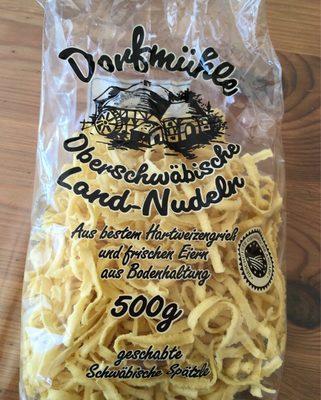 Dorfmühle
Oberschwäbische
Land-Nudeln
Aus bestem Hartweizengrieß
und frischen Eiern
aus Bodenhaltung
500g
geschabte
Schwäbische Spätzle